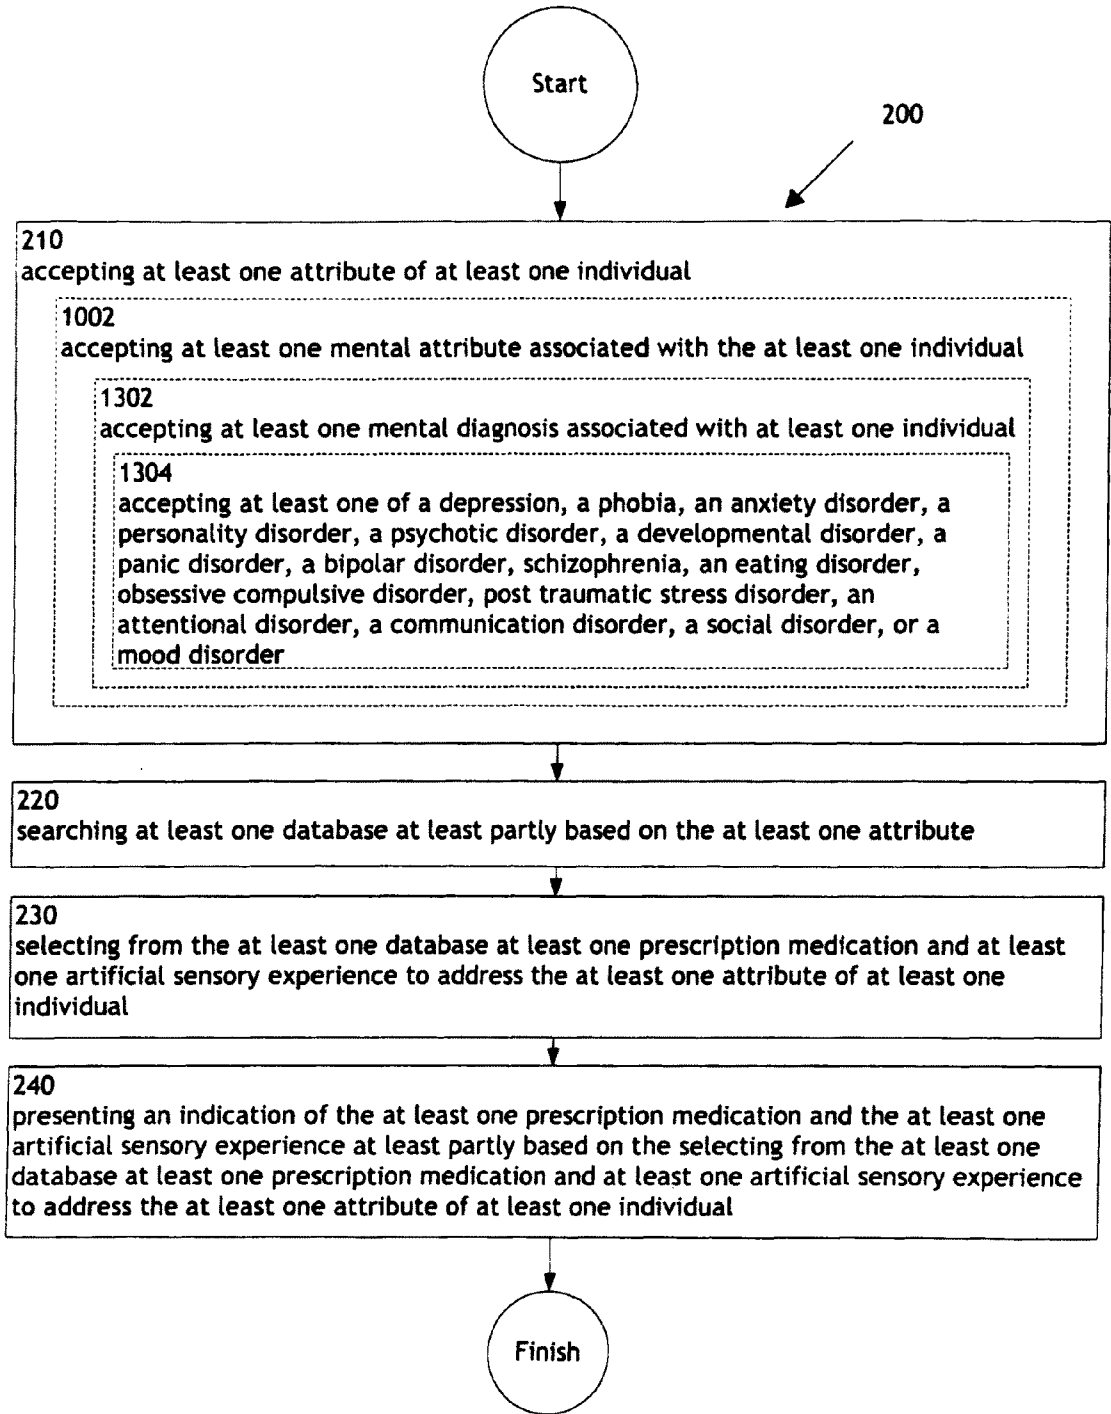 Start
200
210
accepting at least one attribute of at least one individual
1002
accepting at least one mental attribute associated with the at least one individual
1302
accepting at least one mental diagnosis associated with at least one individual
1304
accepting at least one of a depression, a phobia, an anxiety disorder, a
personality disorder, a psychotic disorder, a developmental disorder, a
panic disorder, a bipolar disorder, schizophrenia, an eating disorder,
obsessive compulsive disorder, post traumatic stress disorder, an
attentional disorder, a communication disorder, a social disorder, or a
mood disorder
220
searching at least one database at least partly based on the at least one attribute
230
selecting from the at least one database at least one prescription medication and at least
one artificial sensory experience to address the at least one attribute of at least one
individual
240
presenting an indication of the at least one prescription medication and the at least one
artificial sensory experience at least partly based on the selecting from the at least one
database at least one prescription medication and at least one artificial sensory experience
to address the at least one attribute of at least one individual
Finish